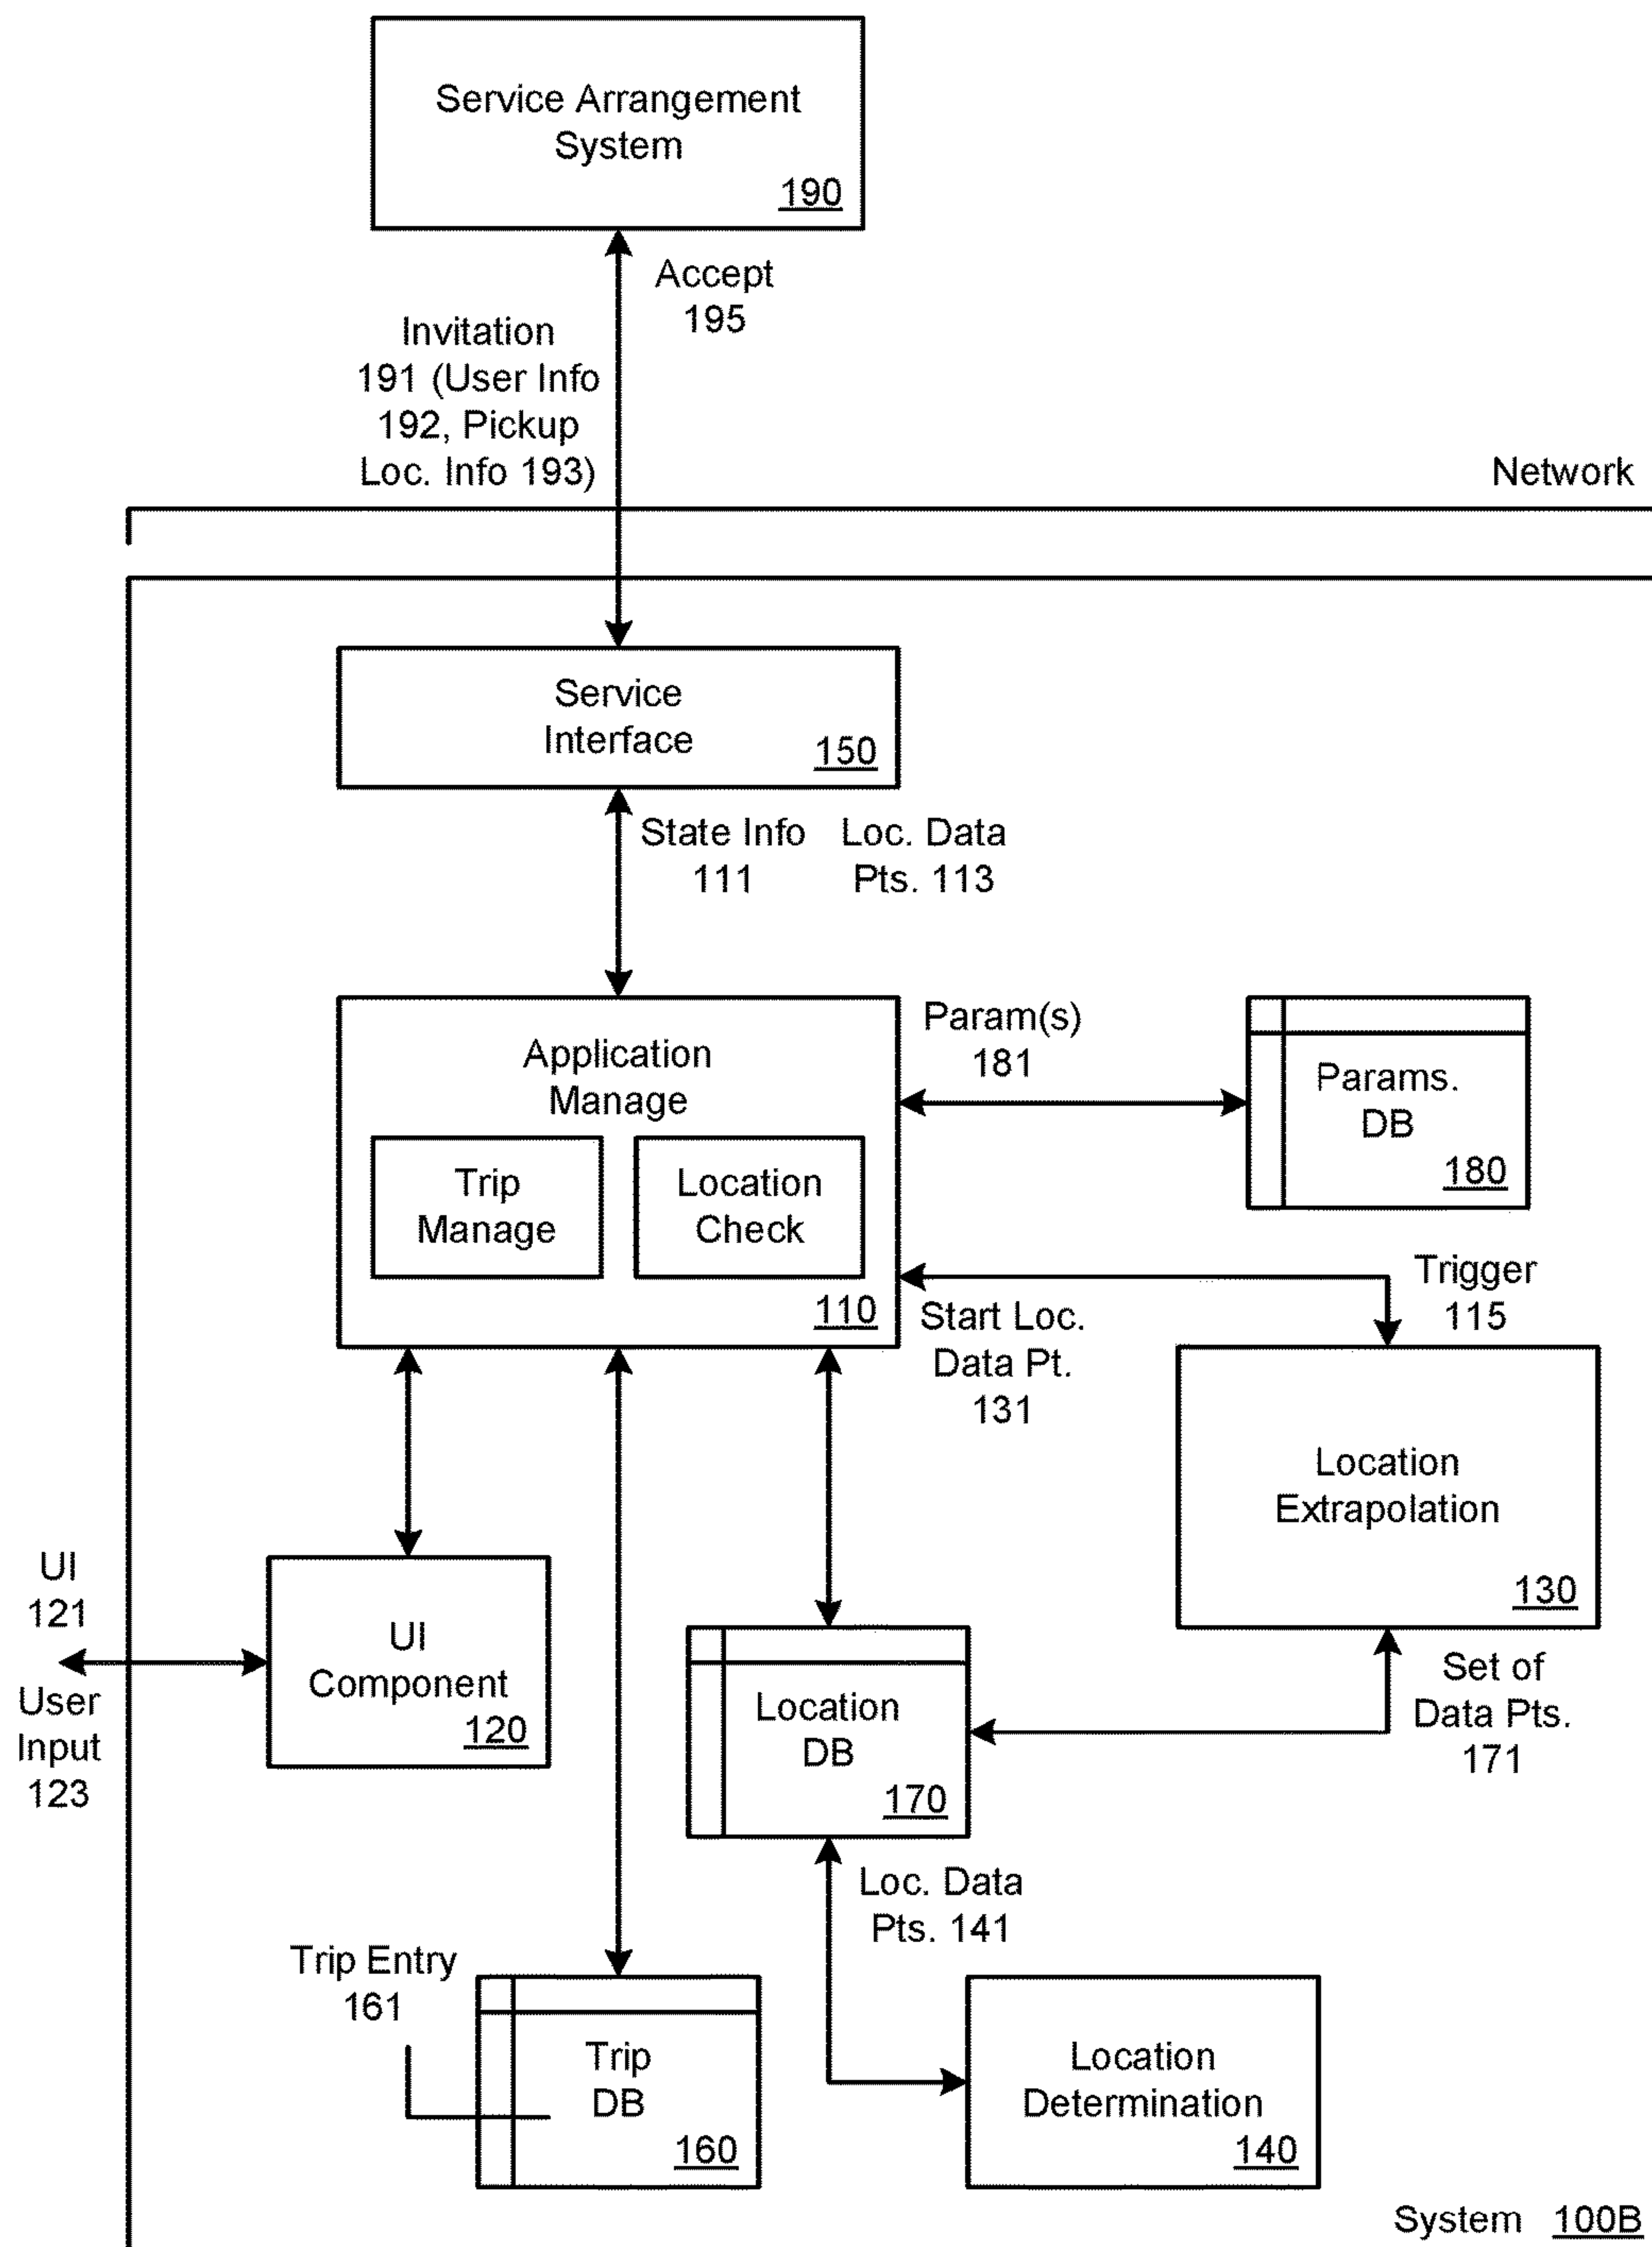 Service Arrangement
System
190
Accept
195
Invitation
191 (User Info
192, Pickup
Loc. Info 193)
Network
Service
Interface
150
State Info
111
Loc. Data
Pts. 113
Application
Manage
Trip
Manage
Location
Check
110
Param(s)
181
Params.
DB
180
Trigger
115
Start Loc.
Data Pt.
131
Location
Extrapolation
130
UI
121
User
Input
123
UI
Component
120
Location
DB
170
Set of
Data Pts.
171
Loc. Data
Pts. 141
Trip Entry
161
Trip
DB
160
Location
Determination
140
System 100B